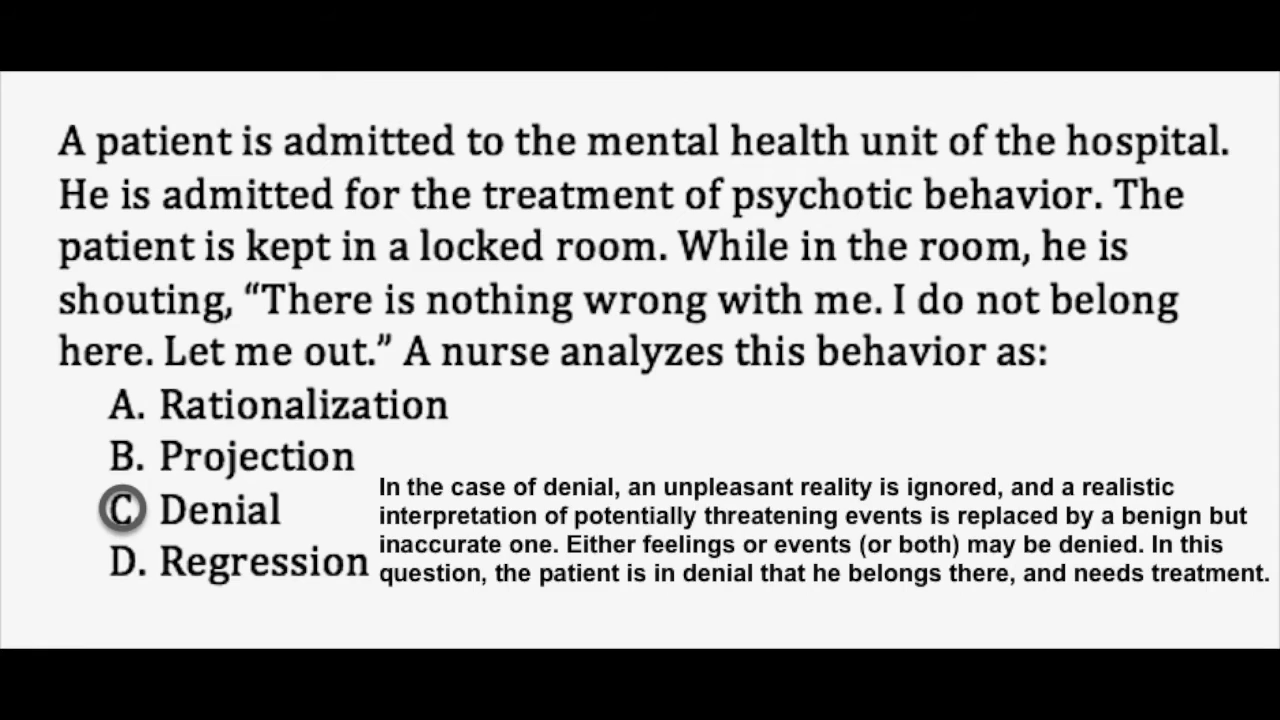 A patient is admitted to the mental health unit of the hospital.
He is admitted for the treatment of psychotic behavior. The
patient is kept in a locked room. While in the room, he is
shouting, “There is nothing wrong with me. I do not belong
here. Let me out.” A nurse analyzes this behavior as:
A. Rationalization
B. Projection
C Denial
D. Regression
In the case of denial, an unpleasant reality is ignored, and a realistic
interpretation of potentially threatening events is replaced by a benign but
inaccurate one. Either feelings or events (or both) may be denied. In this
question, the patient is in denial that he belongs there, and needs treatment.